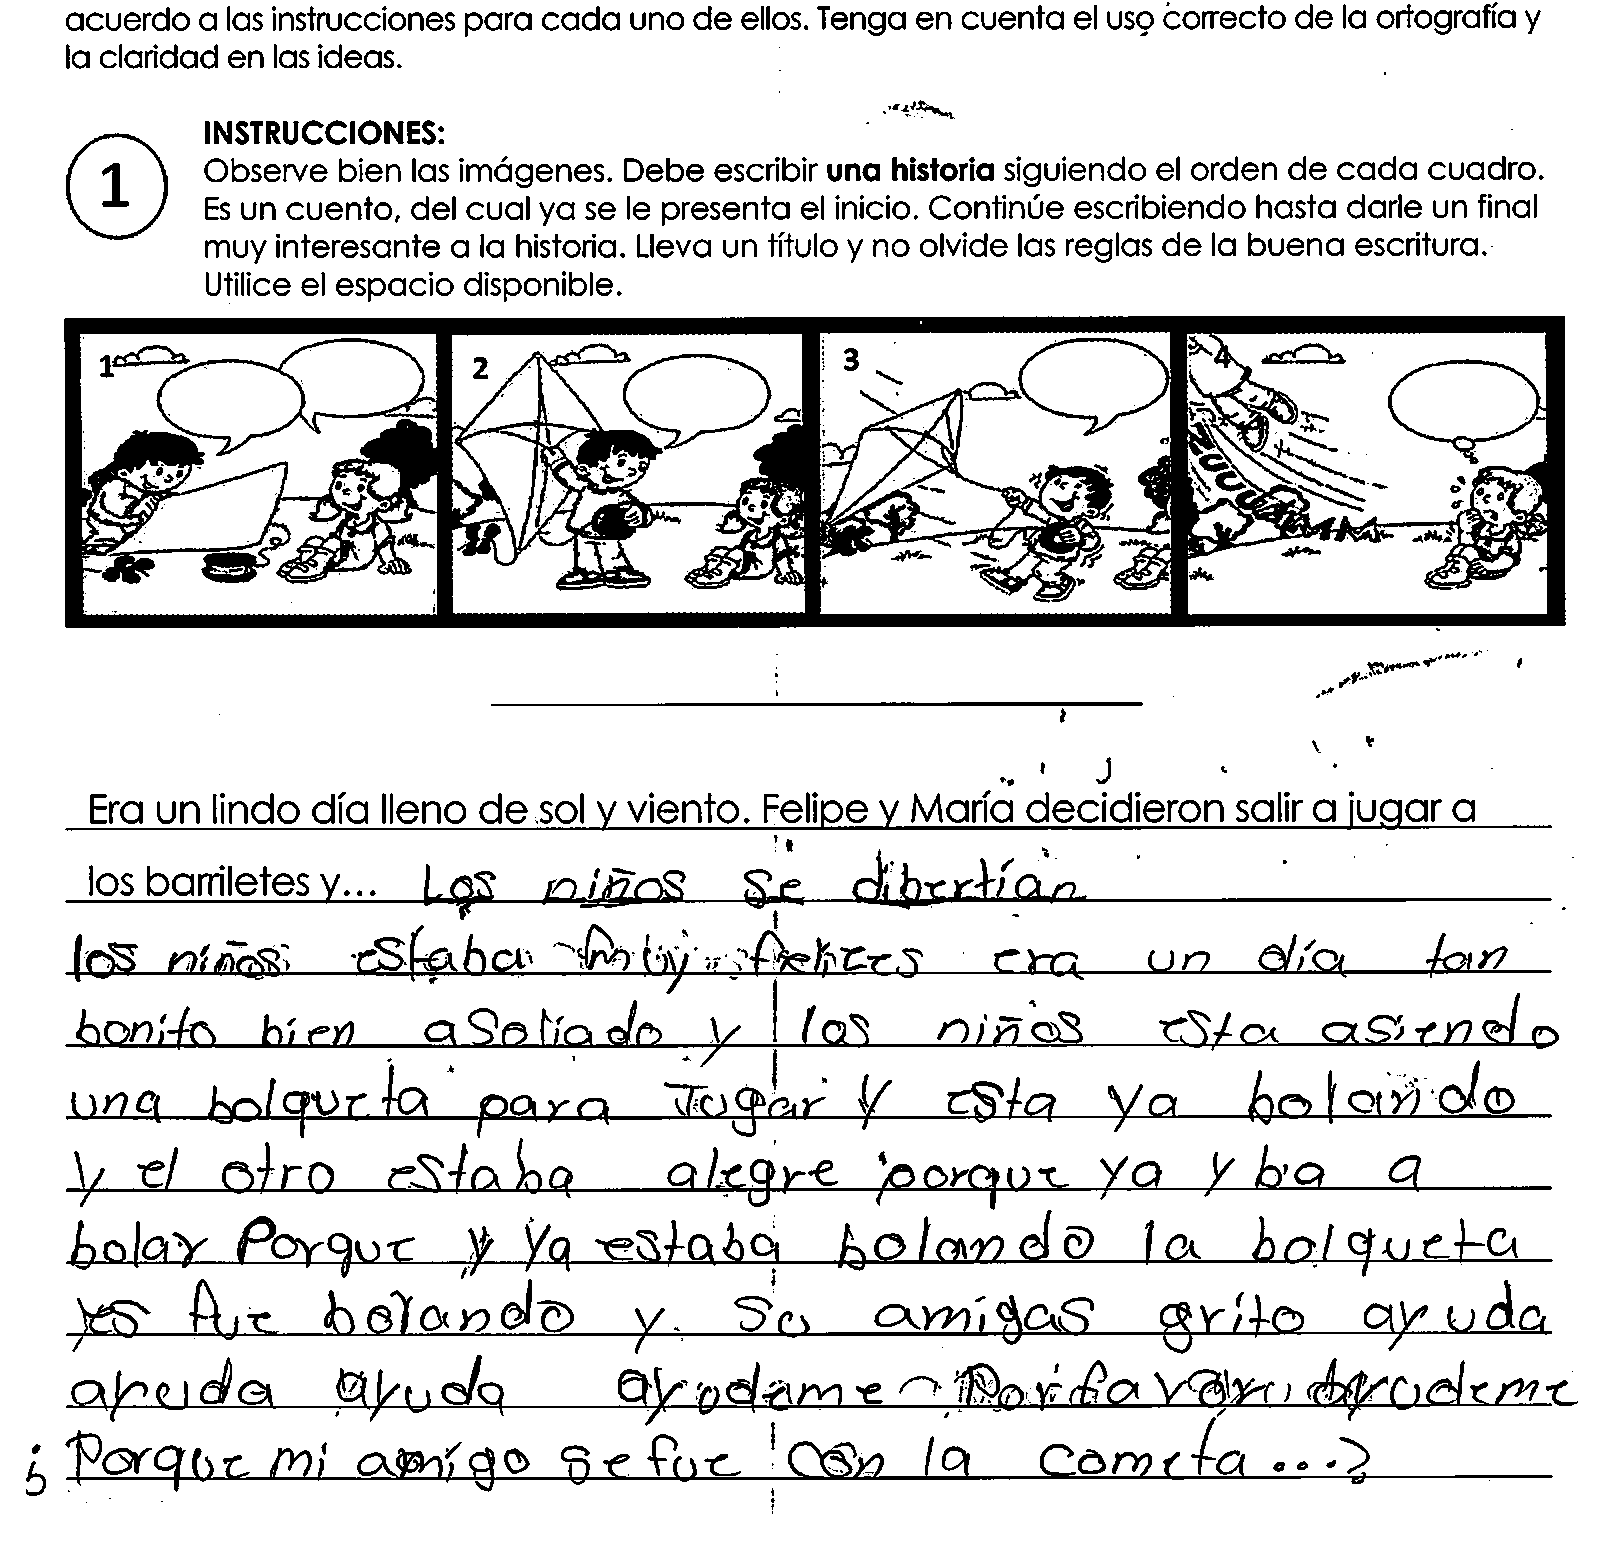 acuerdo a las instrucciones para cada uno de ellos. Tenga en cuenta el uso correcto de la ortografía y
la claridad en las ideas.
INSTRUCCIONES:
1
Observe bien las imágenes. Debe escribir una historia siguiendo el orden de cada cuadro.
Es un cuento, del cual ya se le presenta el inicio. Continúe escribiendo hasta darle un final
muy interesante a la historia. Lleva un título y no olvide las reglas de la buena escritura.
Utilice el espacio disponible.
1 2 3 4
Era un lindo día lleno de sol y viento. Felipe y María decidieron salir a jugar a
los barriletes y... Los niños se dibertían
los niños estaba muy felices era un día tan
bonito bien asoliado y los niños esta asiendo
una bolqueta para Jugar y esta ya bolando
y el otro estaba alegre porque ya yba a
bolar Porque y ya estaba bolando la bolqueta
fue bolando y su amigas grito ayuda
ayuda ayuda ayudame Por favor ayudeme
¿Porque mi amigo se fue con la cometa...?